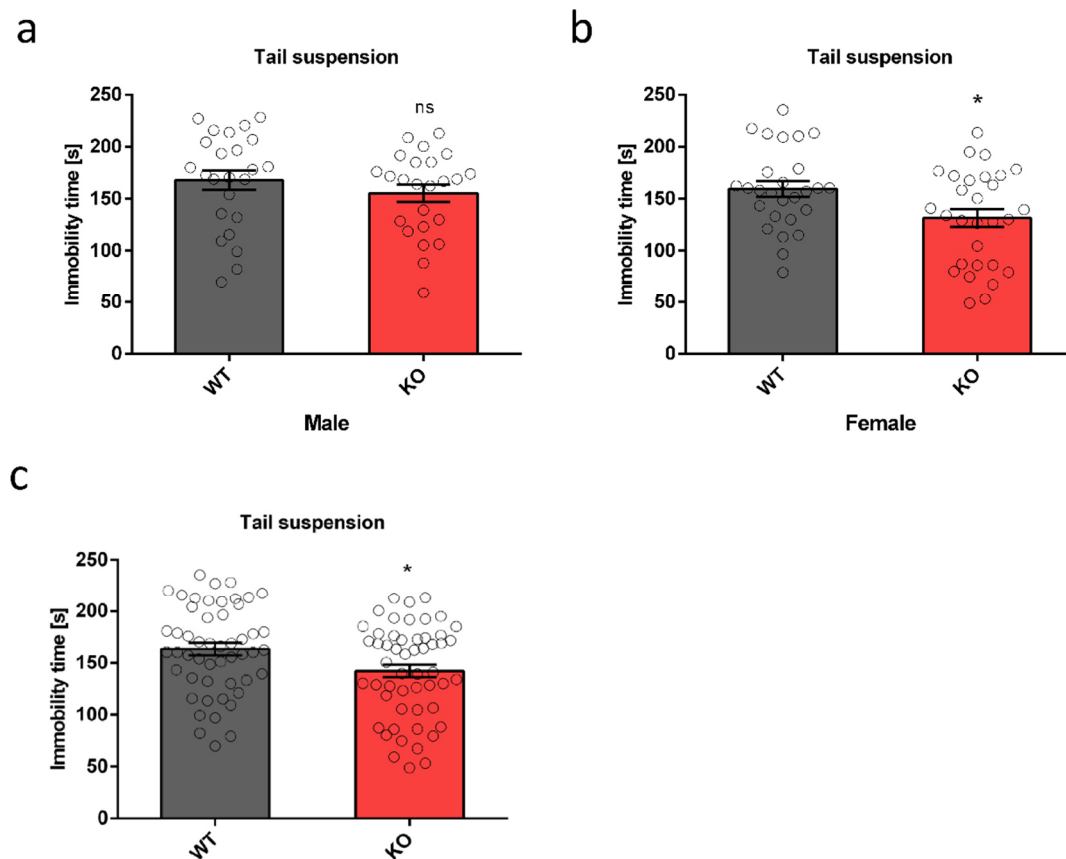 a
Tail suspension
Immobility time [s]
250
200
150
100
50
0
ns
WT
KO
Male
b
Tail suspension
Immobility time [s]
250
200
150
100
50
0
*
WT
KO
Female
c
Tail suspension
Immobility time [s]
250
200
150
100
50
0
*
WT
KO